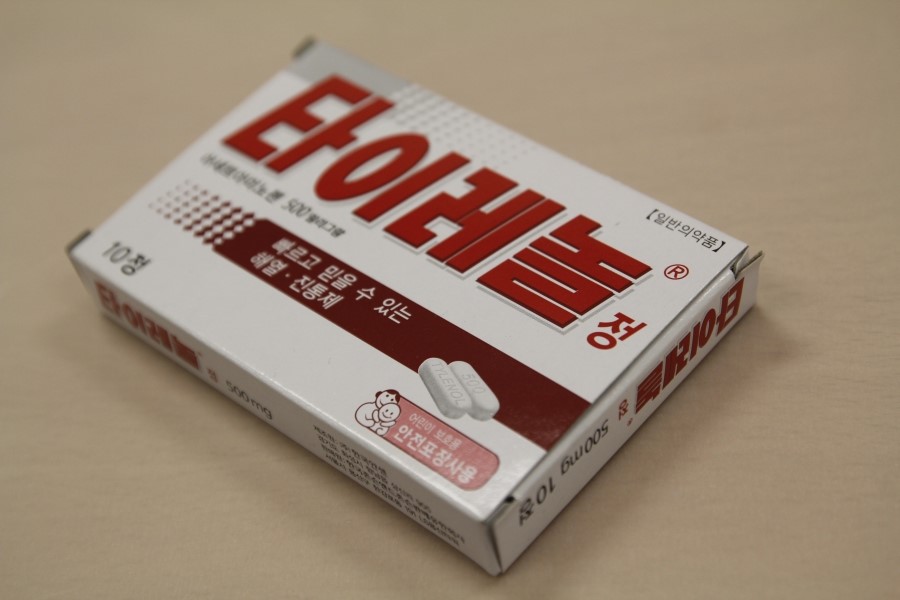 [일반의약품]
타이레놀®정
아세트아미노펜 500밀리그람
빠르고 믿을 수 있는
해열·진통제
10정
TYLENOL
500
어린이 보호용
안전포장사용
타이레놀 정 500mg
타이레놀 정 500mg 10정